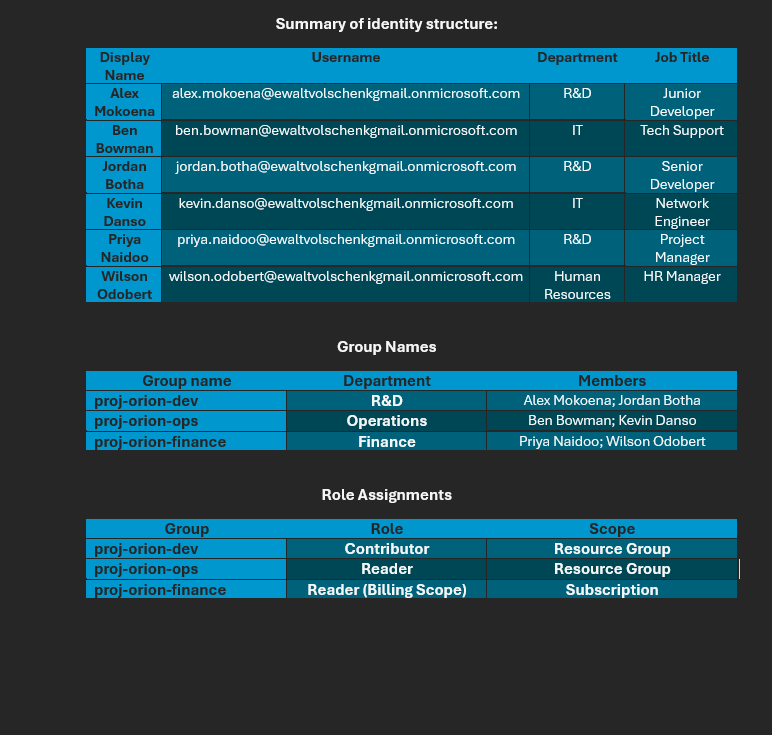 Summary of identity structure:
Display Name Username Department Job Title
Alex Mokoena alex.mokoena@ewaltvolschenkgmail.onmicrosoft.com R&D Junior Developer
Ben Bowman ben.bowman@ewaltvolschenkgmail.onmicrosoft.com IT Tech Support
Jordan Botha jordan.botha@ewaltvolschenkgmail.onmicrosoft.com R&D Senior Developer
Kevin Danso kevin.danso@ewaltvolschenkgmail.onmicrosoft.com IT Network Engineer
Priya Naidoo priya.naidoo@ewaltvolschenkgmail.onmicrosoft.com R&D Project Manager
Wilson Odobert wilson.odobert@ewaltvolschenkgmail.onmicrosoft.com Human Resources HR Manager
Group Names
Group name Department Members
proj-orion-dev R&D Alex Mokoena; Jordan Botha
proj-orion-ops Operations Ben Bowman; Kevin Danso
proj-orion-finance Finance Priya Naidoo; Wilson Odobert
Role Assignments
Group Role Scope
proj-orion-dev Contributor Resource Group
proj-orion-ops Reader Resource Group
proj-orion-finance Reader (Billing Scope) Subscription